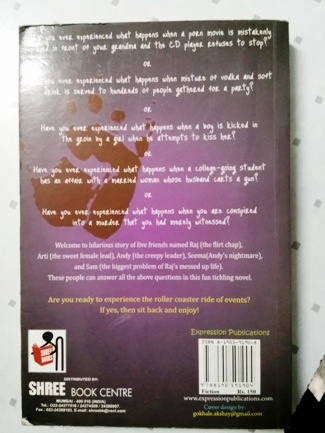 you ever experienced what happens when a porn movie is mistakenly
in front of your grandma and the CD player refuses to stop?
OR
you ever experienced what happens when mixture of vodka and soft
drink is served to hundreds of people gathered for a party?
OR
Have you ever experienced what happens when a boy is kicked in
the groin by a girl when he attempts to kiss her?
OR
Have you ever experienced what happens when a college-going student
has an affair with a married woman whose husband carts a gun?
OR
Have you ever experienced what happens when you are conspired
into a murder that you had merely witnessed?
Welcome to hilarious story of five friends named Raj (the flirt chap),
Arti (the sweet female lead), Andy (the creepy leader), Seema(Andy's nightmare),
and Sam (the biggest problem of Raj's messed up life).
These people can answer all the above questions in this fun tickling novel.
Are you ready to experience the roller coaster ride of events?
If yes, then sit back and enjoy!
Expression Publications
DISTRIBUTED BY:
SHREE BOOK CENTRE
Fiction Rs. 150
www.expressionpublications.com
Cover design by:
gokhale.akshay@gmail.com